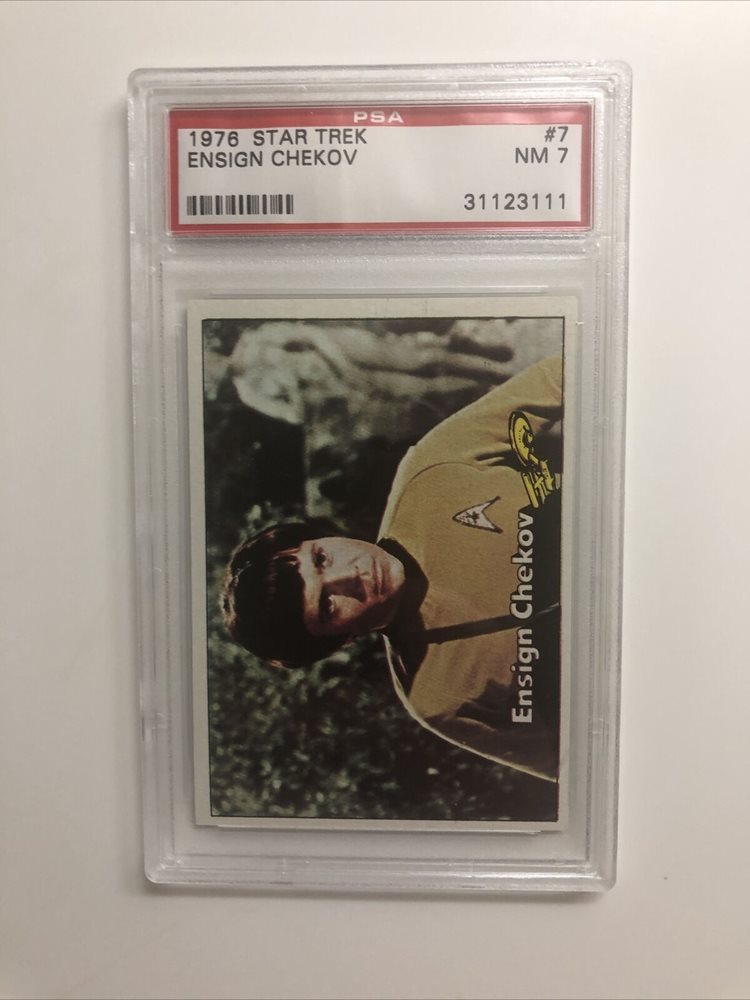 PSA
1976 STAR TREK #7
ENSIGN CHEKOV NM 7
31123111
Ensign Chekov